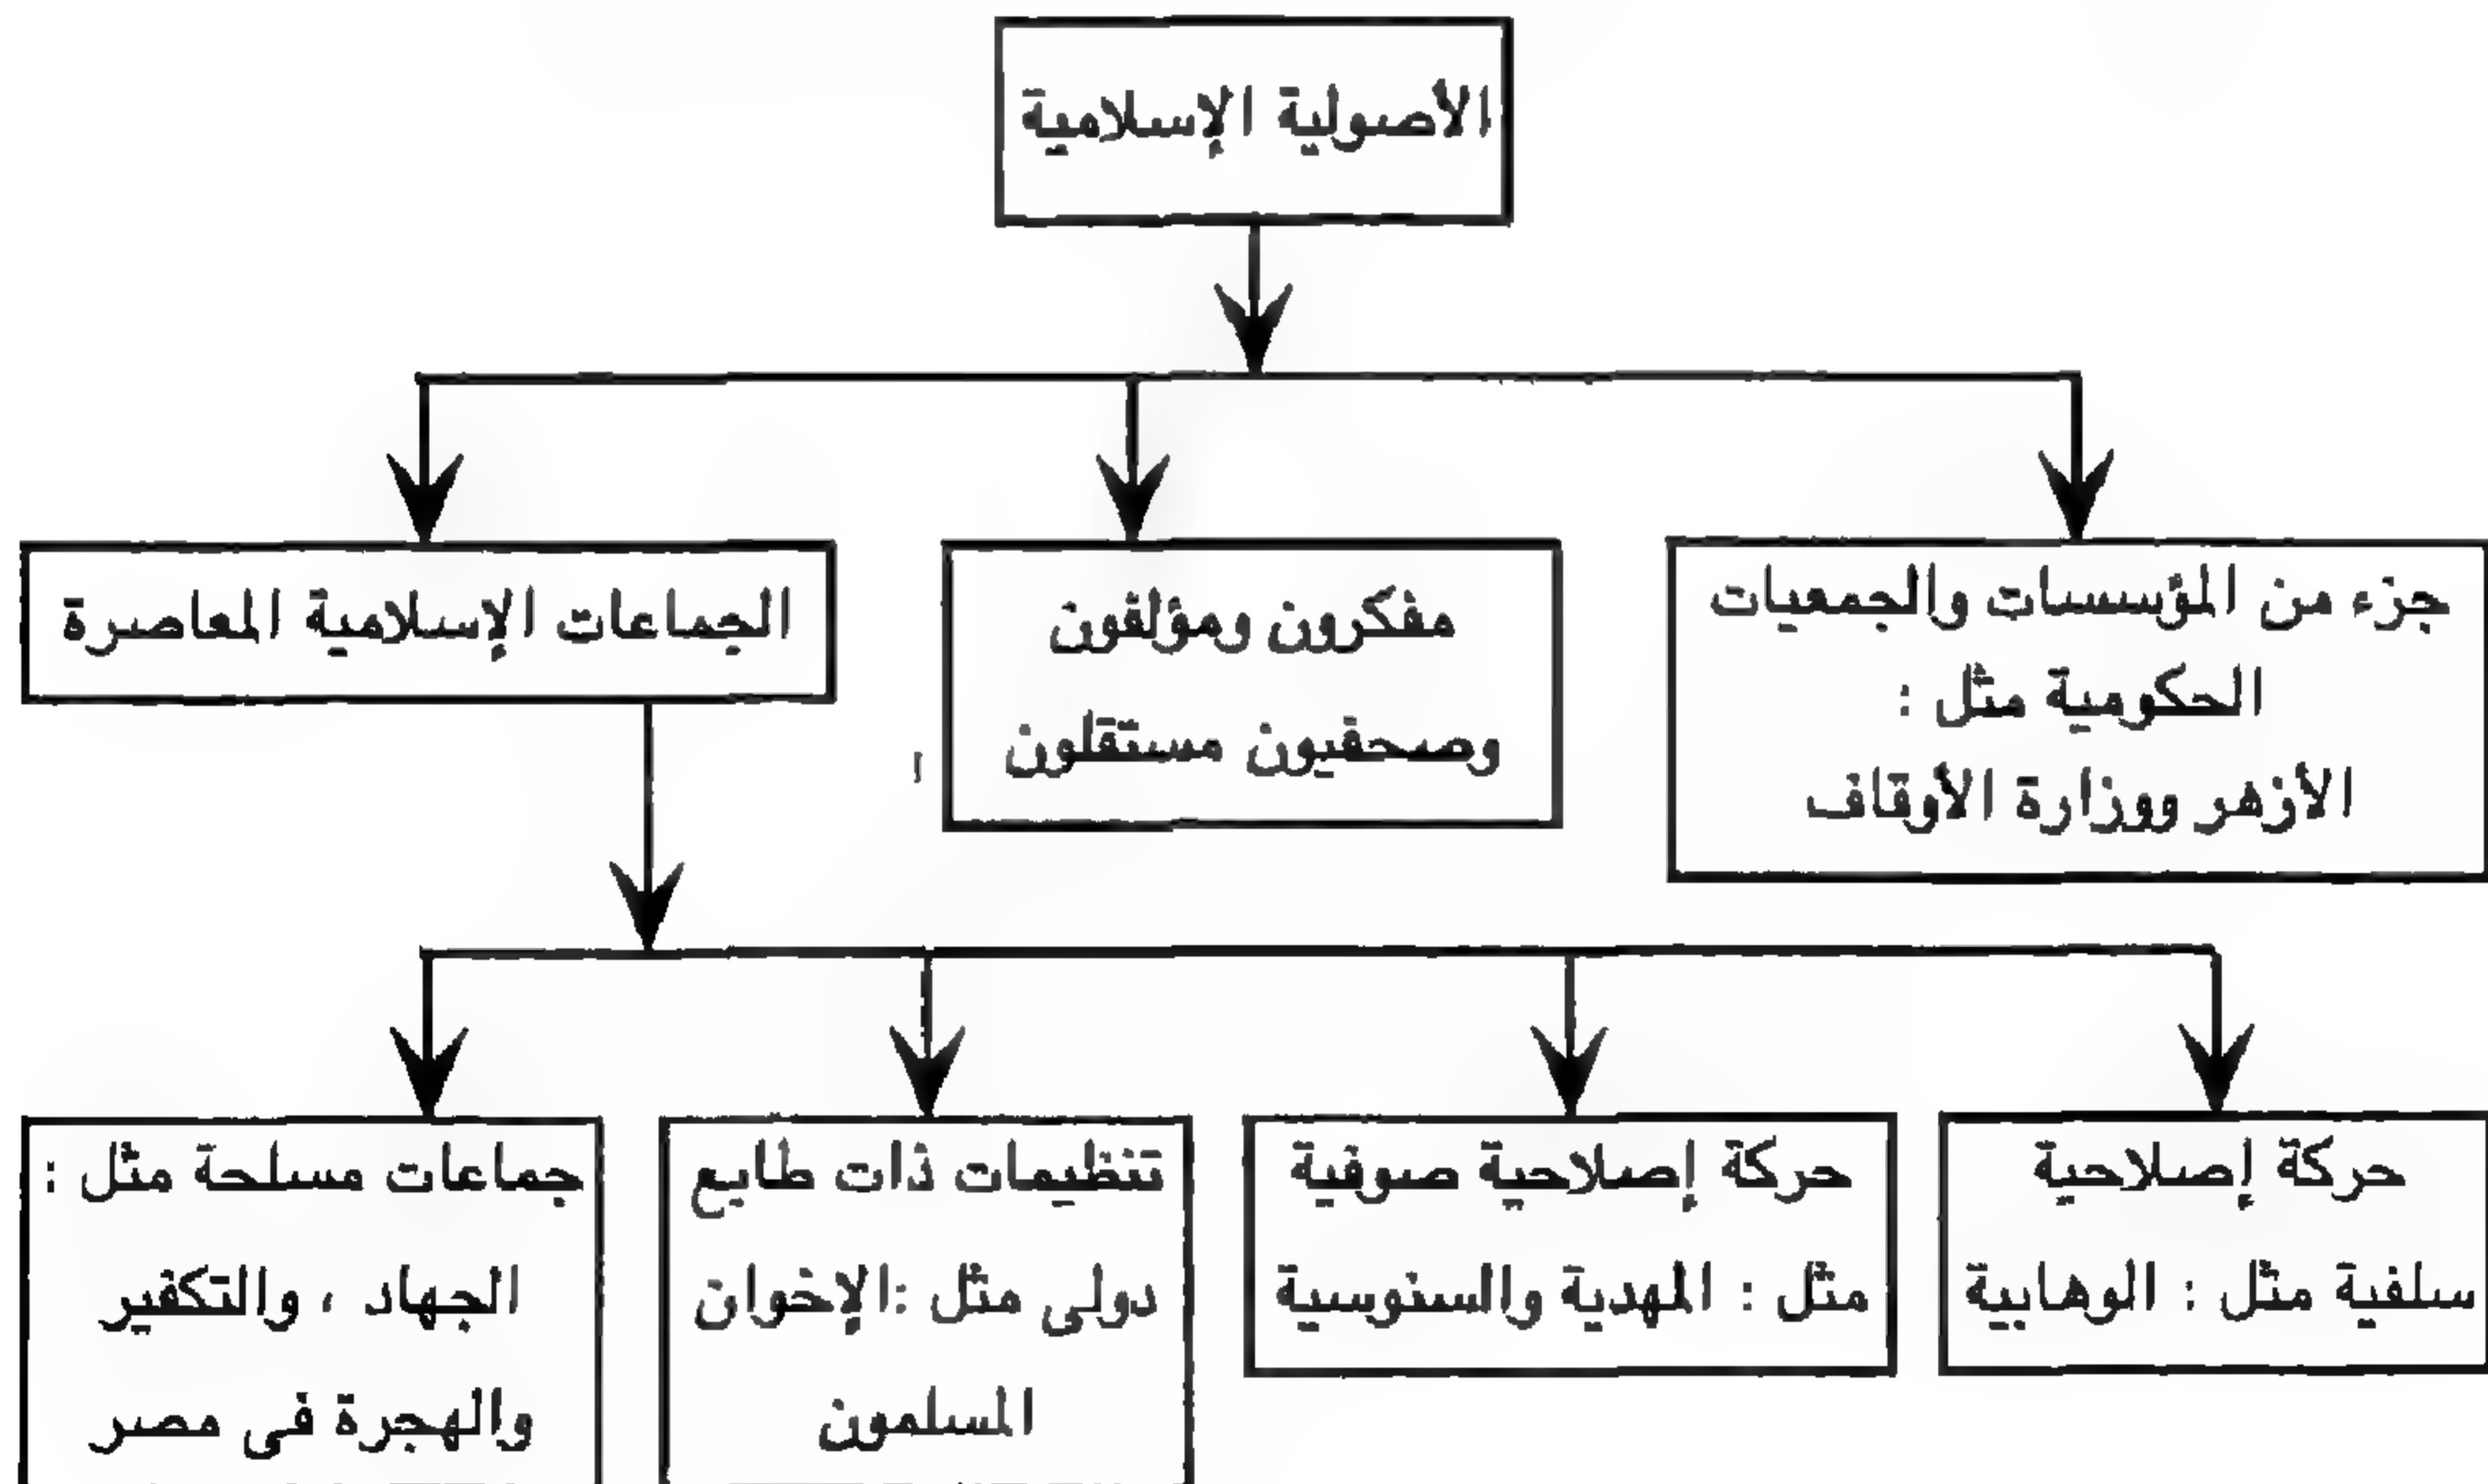 الأصولية الإسلامية
جزء من المؤسسات والجمعيات
الحكومية مثل :
الأزهر ووزارة الأوقاف
مفكرون ومؤلفون
وصحفيون مستقلون
الجماعات الإسلامية المعاصرة
حركة إصلاحية
سلفية مثل : الوهابية
حركة إصلاحية صوفية
مثل : المهدية والسنوسية
تنظيمات ذات طابع
دولى مثل :الإخوان
المسلمون
جماعات مسلحة مثل :
الجهاد ، والتكفير
والهجرة فى مصر